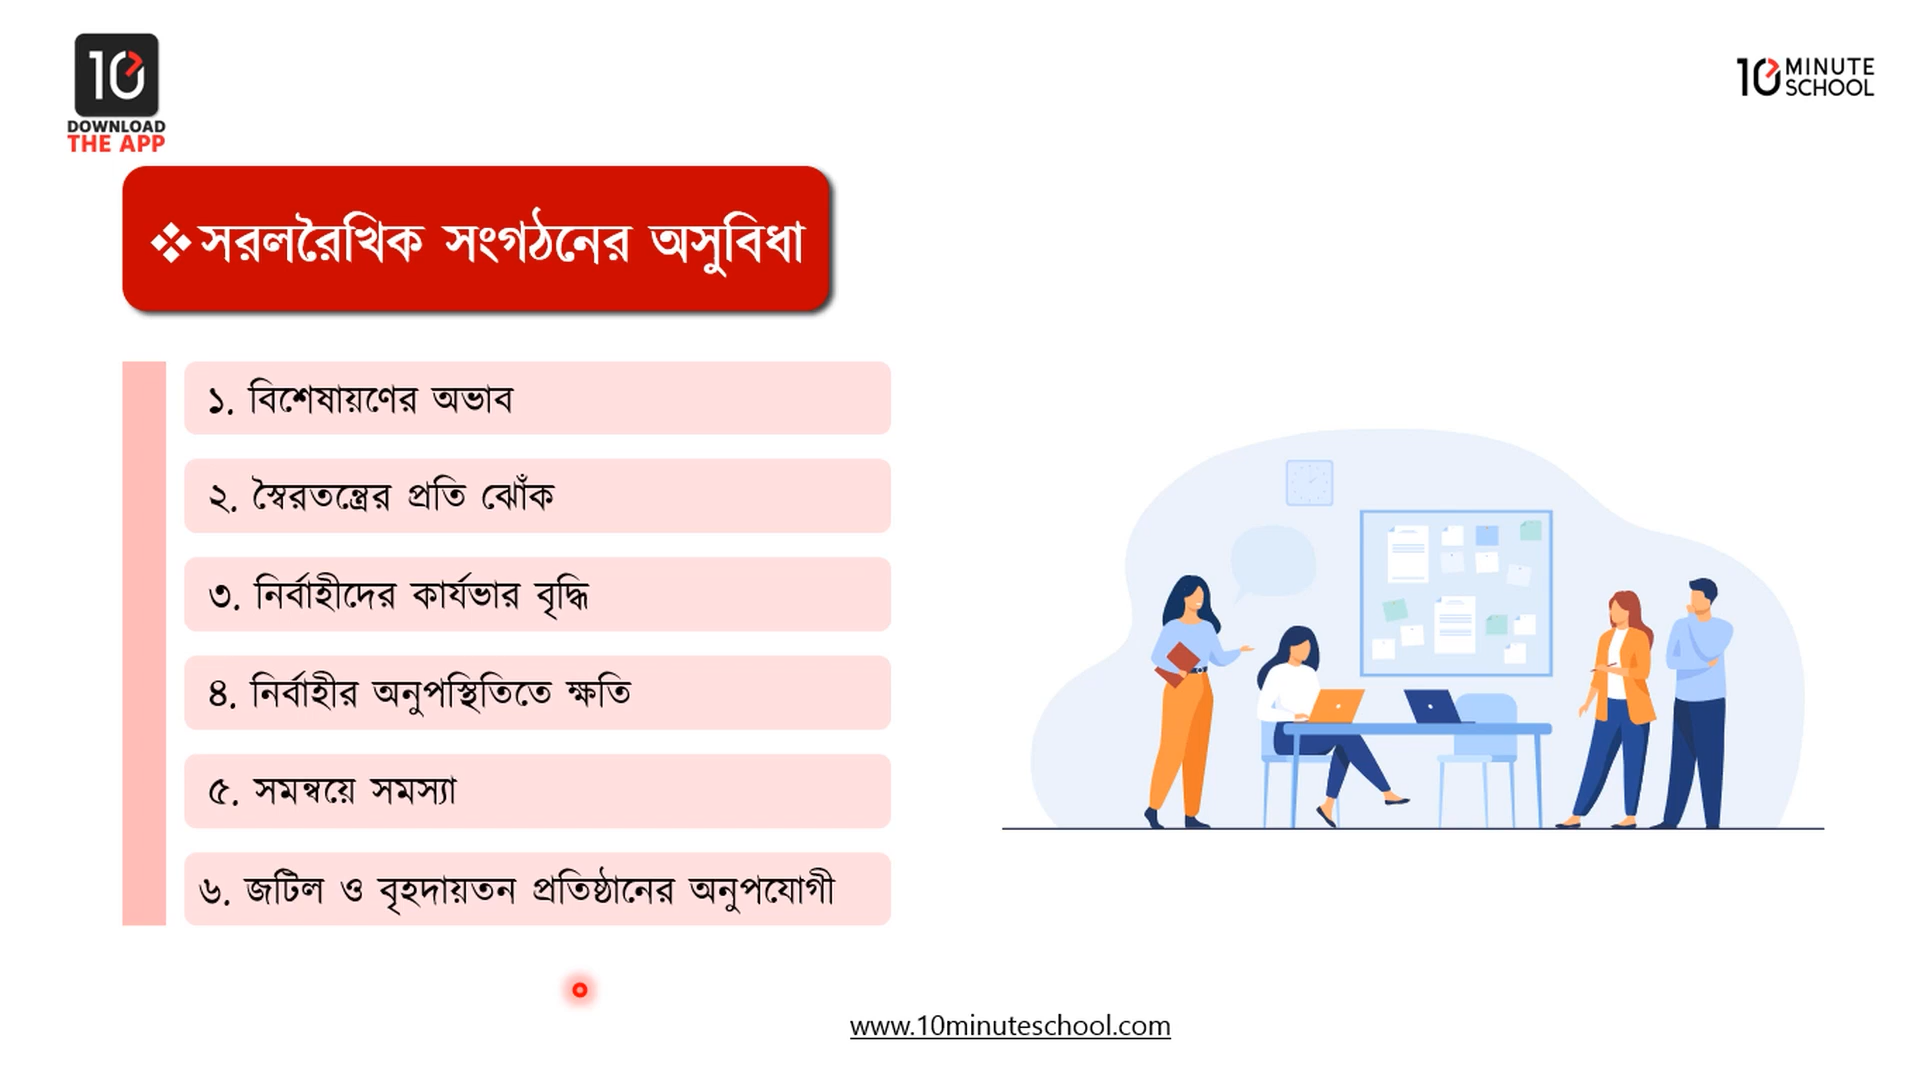 10
DOWNLOAD
THE APP
10 MINUTE
SCHOOL
❖সরলরৈখিক সংগঠনের অসুবিধা
১. বিশেষায়ণের অভাব
২. স্বৈরতন্ত্রের প্রতি ঝোঁক
৩. নির্বাহীদের কার্যভার বৃদ্ধি
৪. নির্বাহীর অনুপস্থিতিতে ক্ষতি
৫. সমন্বয়ে সমস্যা
৬. জটিল ও বৃহদায়তন প্রতিষ্ঠানের অনুপযোগী
www.10minuteschool.com